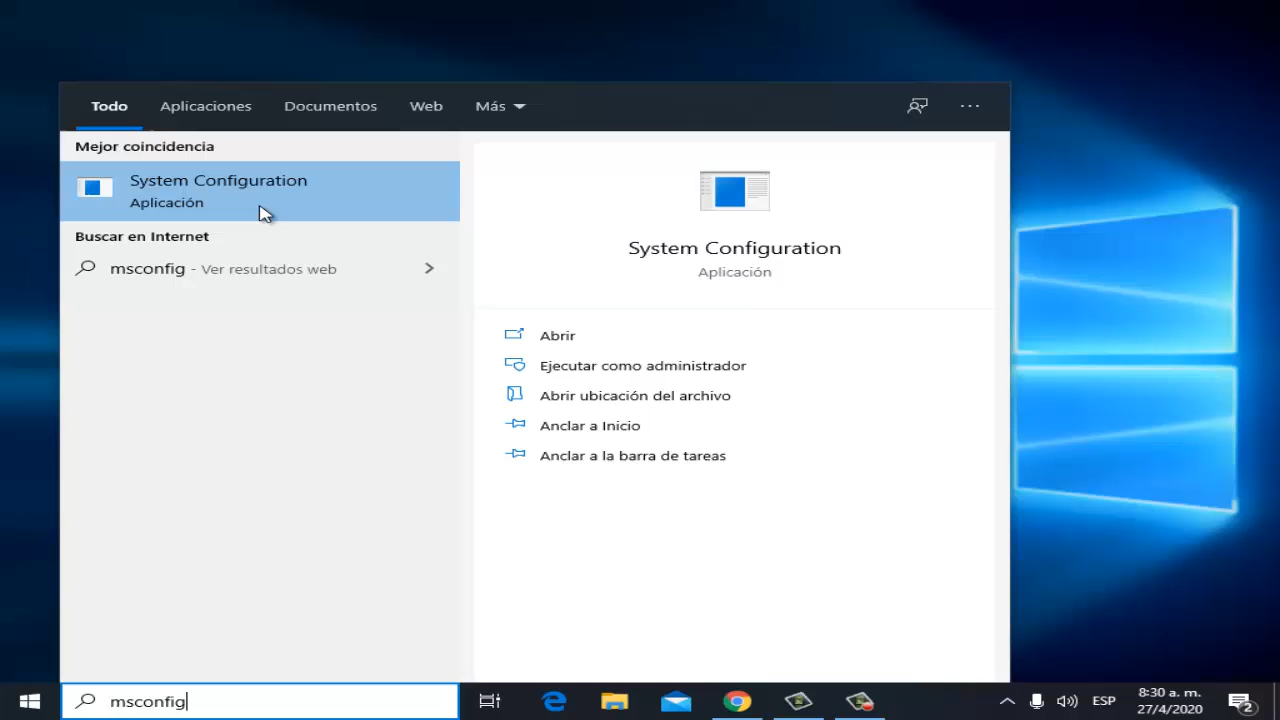 Todo Aplicaciones Documentos Web Más
Mejor coincidencia
System Configuration
Aplicación
Buscar en Internet
msconfig - Ver resultados web
System Configuration
Aplicación
Abrir
Ejecutar como administrador
Abrir ubicación del archivo
Anclar a Inicio
Anclar a la barra de tareas
msconfig
ESP
8:30 a. m.
27/4/2020
2